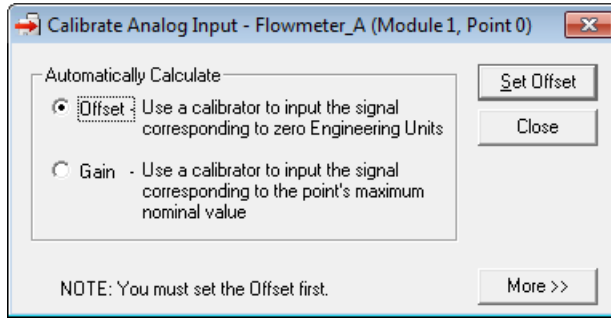 Calibrate Analog Input - Flowmeter_A (Module 1, Point 0)
Automatically Calculate
Offset - Use a calibrator to input the signal
corresponding to zero Engineering Units
Gain - Use a calibrator to input the signal
corresponding to the point's maximum
nominal value
Set Offset
Close
NOTE: You must set the Offset first.
More >>